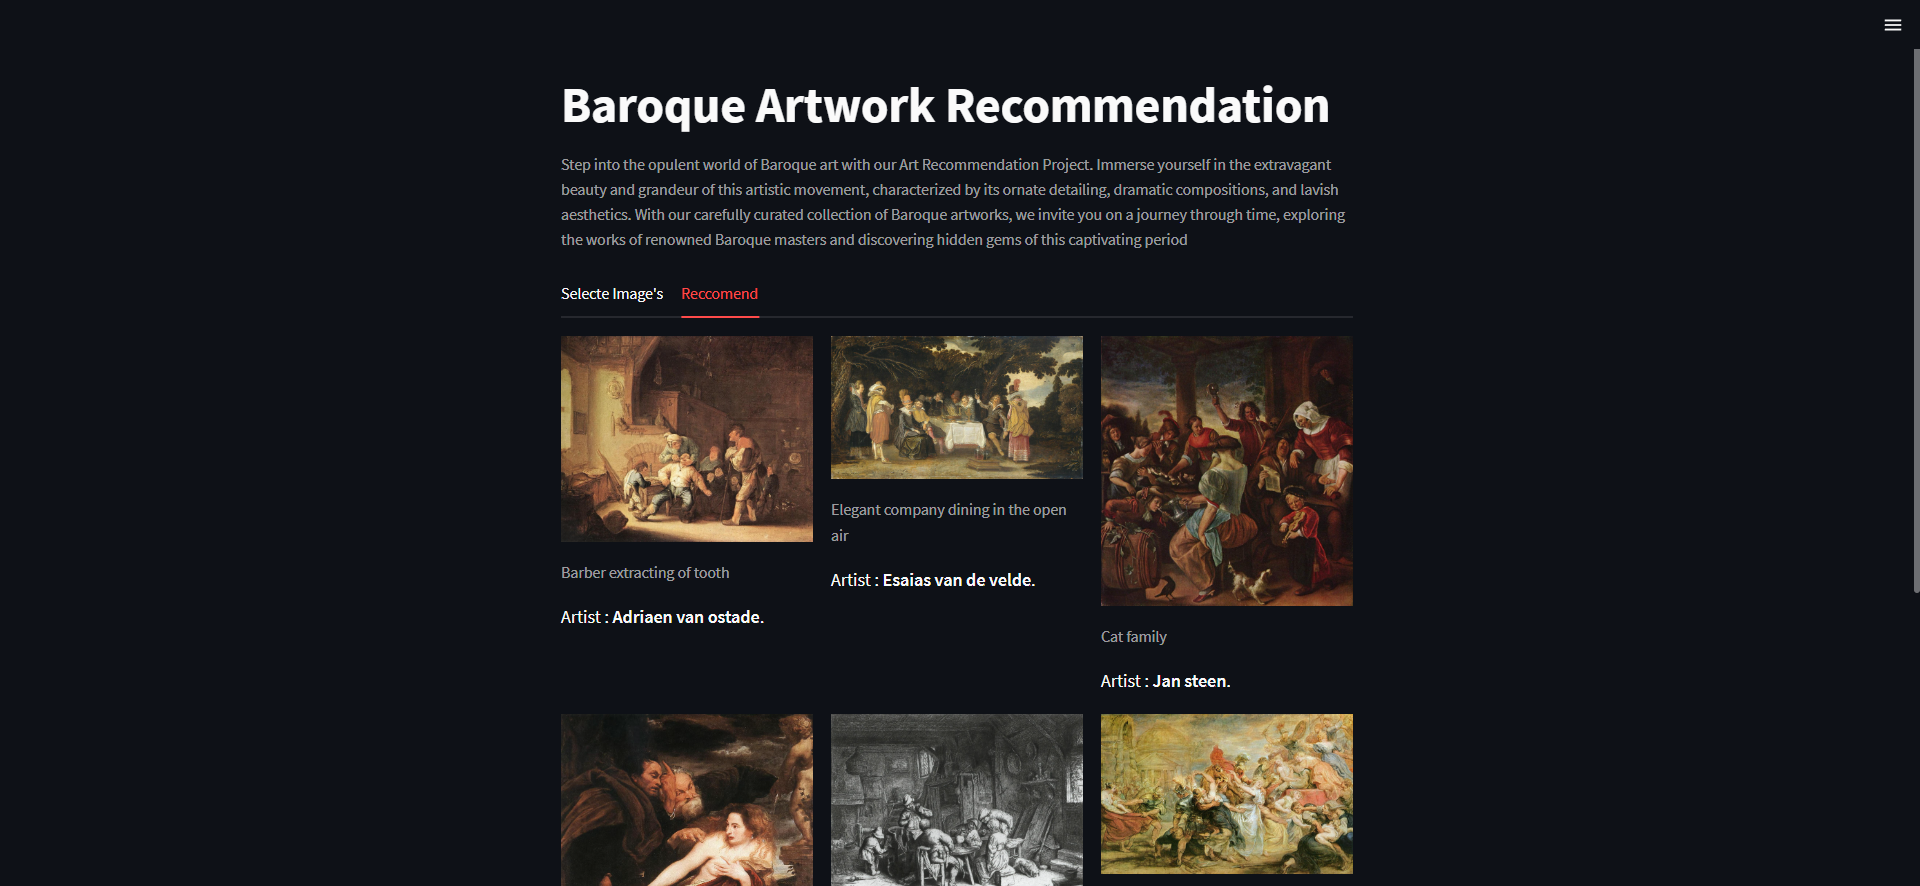 Baroque Artwork Recommendation
Step into the opulent world of Baroque art with our Art Recommendation Project. Immerse yourself in the extravagant
beauty and grandeur of this artistic movement, characterized by its ornate detailing, dramatic compositions, and lavish
aesthetics. With our carefully curated collection of Baroque artworks, we invite you on a journey through time, exploring
the works of renowned Baroque masters and discovering hidden gems of this captivating period
Selecte Image's Reccomend
Barber extracting of tooth
Artist : Adriaen van ostade.
Elegant company dining in the open
air
Artist : Esaias van de velde.
Cat family
Artist : Jan steen.